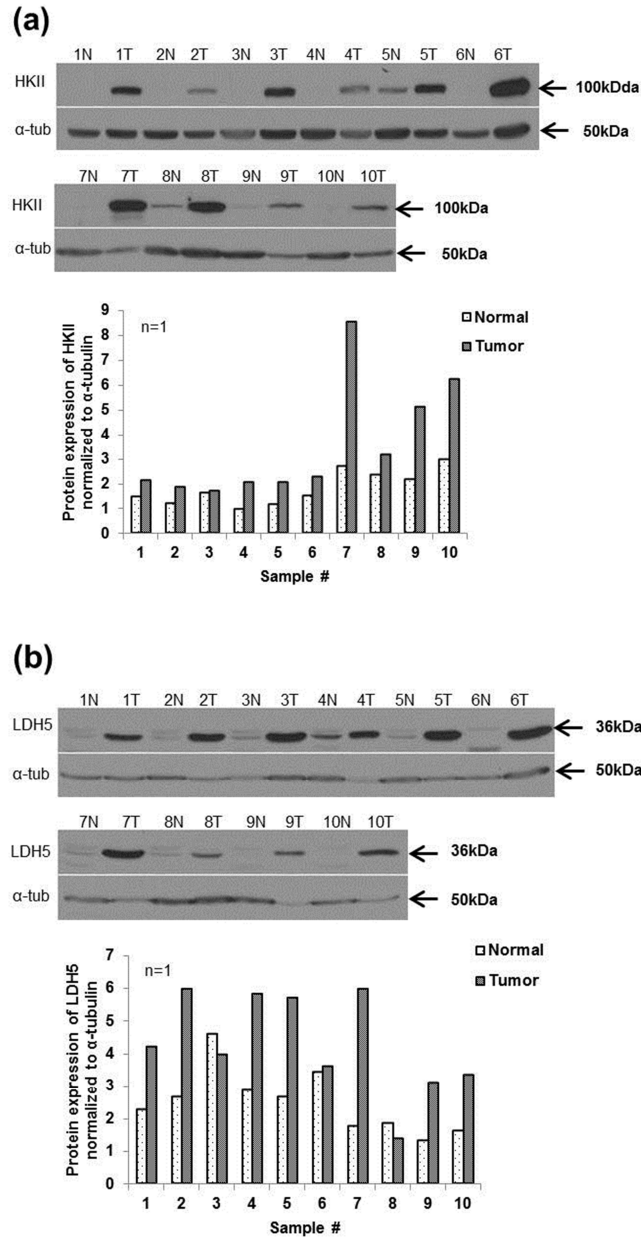 (a)
1N 1T 2N 2T 3N 3T 4N 4T 5N 5T 6N 6T
HKII 100kDda
α-tub 50kDa
7N 7T 8N 8T 9N 9T 10N 10T
HKII 100kDa
α-tub 50kDa
Protein expression of HKII
normalized to α-tubulin
9
8
7
6
5
4
3
2
1
0
n=1
Normal
Tumor
1 2 3 4 5 6 7 8 9 10
Sample #
(b)
1N 1T 2N 2T 3N 3T 4N 4T 5N 5T 6N 6T
LDH5 36kDa
α-tub 50kDa
7N 7T 8N 8T 9N 9T 10N 10T
LDH5 36kDa
α-tub 50kDa
Protein expression of LDH5
normalized to α-tubulin
7
6
5
4
3
2
1
0
n=1
Normal
Tumor
1 2 3 4 5 6 7 8 9 10
Sample #